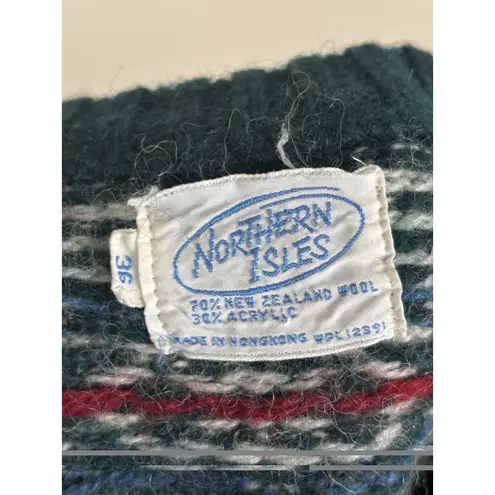 NORTHERN
ISLES
70% NEW ZEALAND WOOL
30% ACRYLIC
MADE IN HONGKONG WPL 12391
36